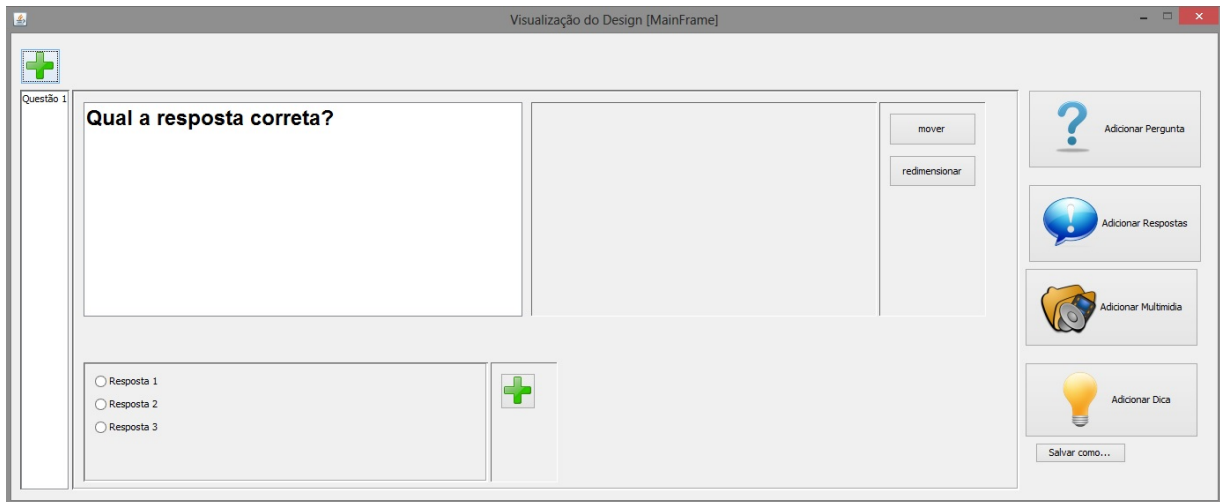 Visualização do Design [MainFrame]
Questão 1
Qual a resposta correta?
mover
redimensionar
Resposta 1
Resposta 2
Resposta 3
Adicionar Pergunta
Adicionar Respostas
Adicionar Multimidia
Adicionar Dica
Salvar como...